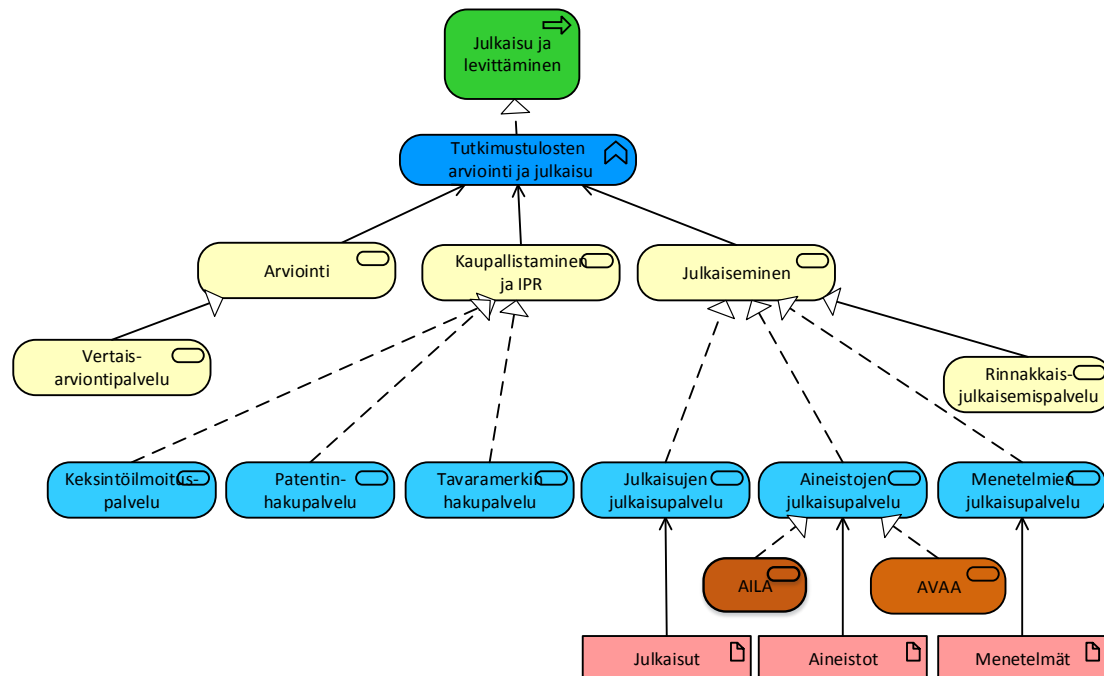 Julkaisu ja
levittäminen
Tutkimustulosten
arviointi ja julkaisu
Arviointi
Kaupallistaminen
ja IPR
Julkaiseminen
Vertais-
arviontipalvelu
Rinnakkais-
julkaisemispalvelu
Keksintöilmoitus-
palvelu
Patentin-
hakupalvelu
Tavaramerkin
hakupalvelu
Julkaisujen
julkaisupalvelu
Aineistojen
julkaisupalvelu
Menetelmien
julkaisupalvelu
AILA
AVAA
Julkaisut
Aineistot
Menetelmät